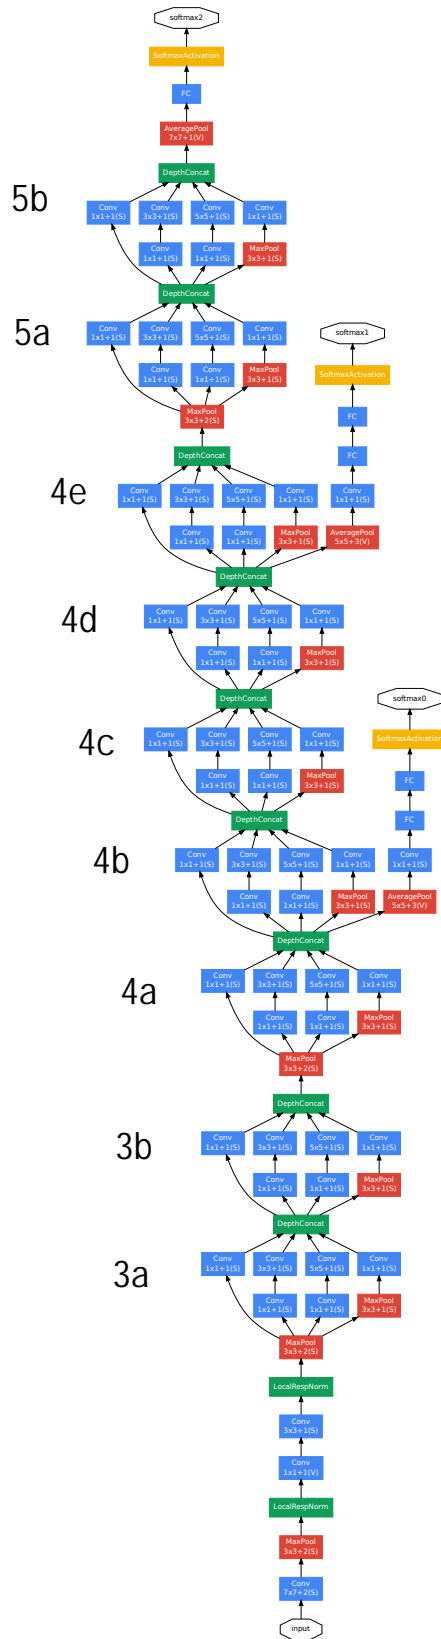 softmax2
SoftmaxActivation
FC
AveragePool
7x7+1(V)
DepthConcat
5b
Conv
1x1+1(S)
Conv
3x3+1(S)
Conv
5x5+1(S)
Conv
1x1+1(S)
Conv
1x1+1(S)
Conv
1x1+1(S)
MaxPool
3x3+1(S)
DepthConcat
5a
Conv
1x1+1(S)
Conv
3x3+1(S)
Conv
5x5+1(S)
Conv
1x1+1(S)
softmax1
Conv
1x1+1(S)
Conv
1x1+1(S)
MaxPool
3x3+1(S)
SoftmaxActivation
MaxPool
3x3+2(S)
FC
DepthConcat
FC
4e
Conv
1x1+1(S)
Conv
3x3+1(S)
Conv
5x5+1(S)
Conv
1x1+1(S)
Conv
1x1+1(S)
Conv
1x1+1(S)
Conv
1x1+1(S)
MaxPool
3x3+1(S)
AveragePool
5x5+3(V)
DepthConcat
4d
Conv
1x1+1(S)
Conv
3x3+1(S)
Conv
5x5+1(S)
Conv
1x1+1(S)
Conv
1x1+1(S)
Conv
1x1+1(S)
MaxPool
3x3+1(S)
DepthConcat
softmax0
4c
Conv
1x1+1(S)
Conv
3x3+1(S)
Conv
5x5+1(S)
Conv
1x1+1(S)
SoftmaxActivation
Conv
1x1+1(S)
Conv
1x1+1(S)
MaxPool
3x3+1(S)
FC
DepthConcat
FC
4b
Conv
1x1+1(S)
Conv
3x3+1(S)
Conv
5x5+1(S)
Conv
1x1+1(S)
Conv
1x1+1(S)
Conv
1x1+1(S)
Conv
1x1+1(S)
MaxPool
3x3+1(S)
AveragePool
5x5+3(V)
DepthConcat
4a
Conv
1x1+1(S)
Conv
3x3+1(S)
Conv
5x5+1(S)
Conv
1x1+1(S)
Conv
1x1+1(S)
Conv
1x1+1(S)
MaxPool
3x3+1(S)
MaxPool
3x3+2(S)
DepthConcat
3b
Conv
1x1+1(S)
Conv
3x3+1(S)
Conv
5x5+1(S)
Conv
1x1+1(S)
Conv
1x1+1(S)
Conv
1x1+1(S)
MaxPool
3x3+1(S)
DepthConcat
3a
Conv
1x1+1(S)
Conv
3x3+1(S)
Conv
5x5+1(S)
Conv
1x1+1(S)
Conv
1x1+1(S)
Conv
1x1+1(S)
MaxPool
3x3+1(S)
MaxPool
3x3+2(S)
LocalRespNorm
Conv
3x3+1(S)
Conv
1x1+1(V)
LocalRespNorm
MaxPool
3x3+2(S)
Conv
7x7+2(S)
input